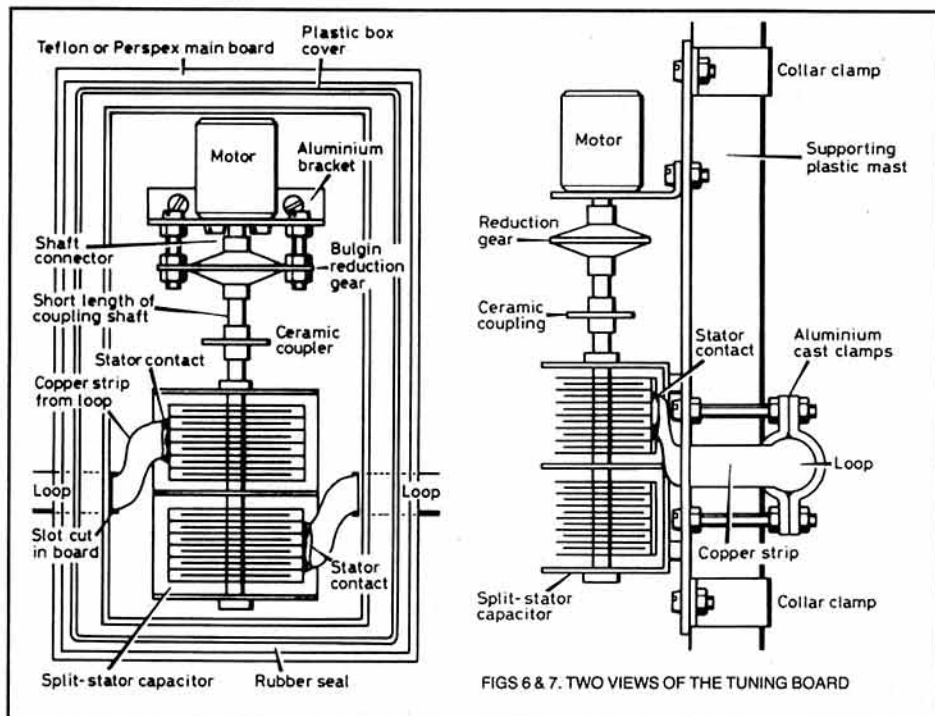 Teflon or Perspex main board
Plastic box
cover
Motor
Aluminium
bracket
Shaft
connector
Bulgin
reduction
gear
Short length of
coupling shaft
Ceramic
coupler
Stator contact
Copper strip
from loop
Loop
Loop
Slot cut
in board
Stator
contact
Split-stator capacitor
Rubber seal
Collar clamp
Motor
Supporting
plastic mast
Reduction
gear
Ceramic
coupling
Stator
contact
Aluminium
cast clamps
Loop
Copper strip
Split-stator
capacitor
Collar clamp
FIGS 6 & 7. TWO VIEWS OF THE TUNING BOARD